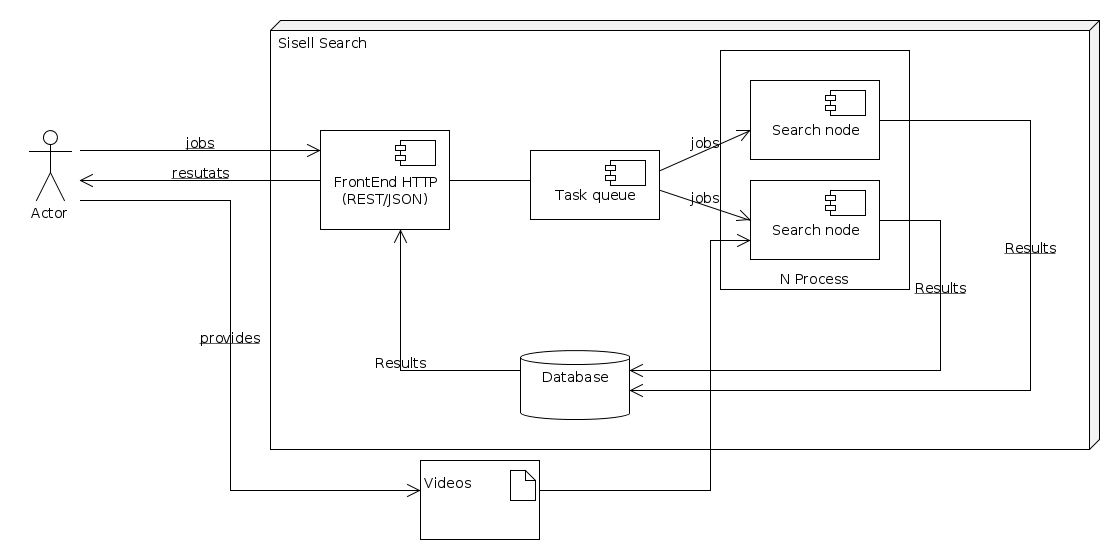 Sisell Search
jobs
resutats
Actor
FrontEnd HTTP
(REST/JSON)
Task queue
jobs
jobs
Search node
Search node
N Process
Results
Results
provides
Results
Database
Videos